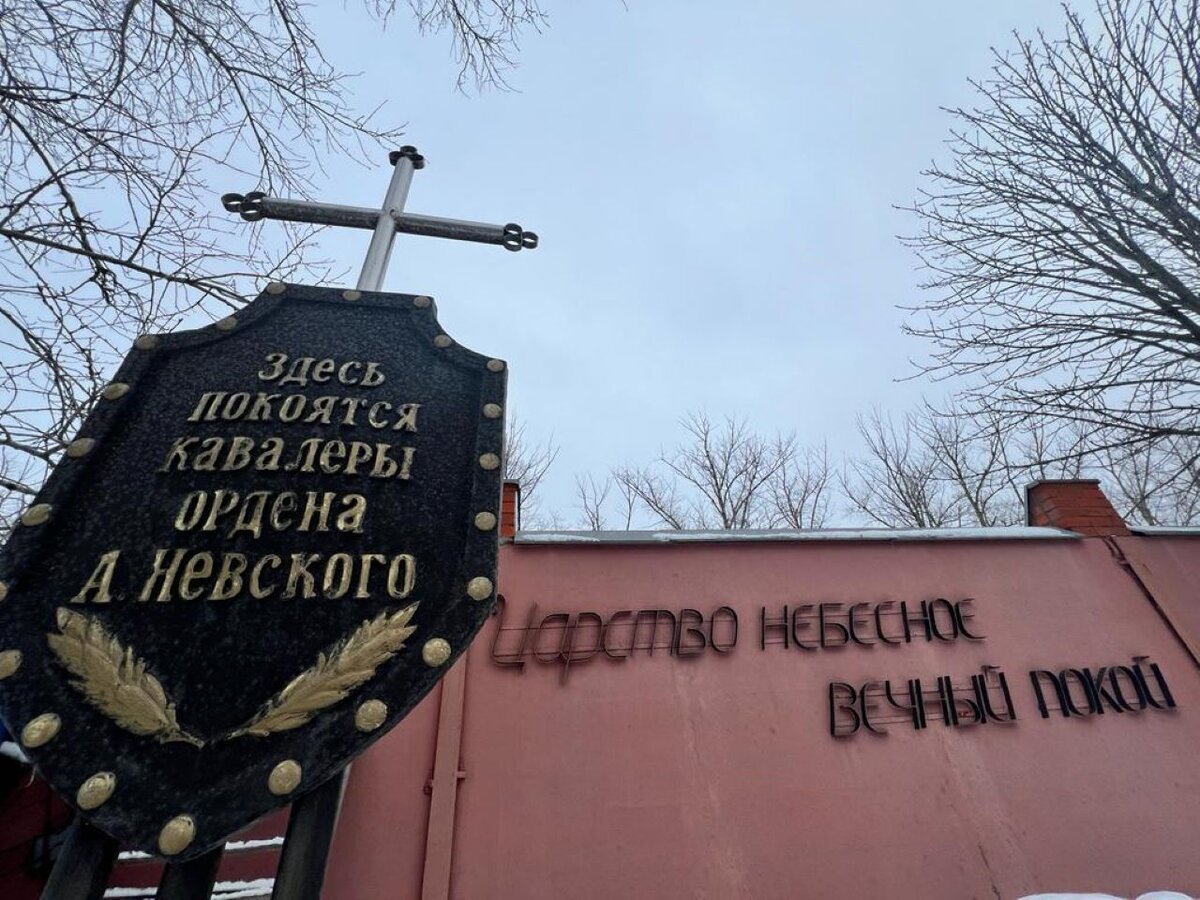 Здесь
покоятся
кавалеры
ордена
А. Невского
Царство небесное
вечный покой